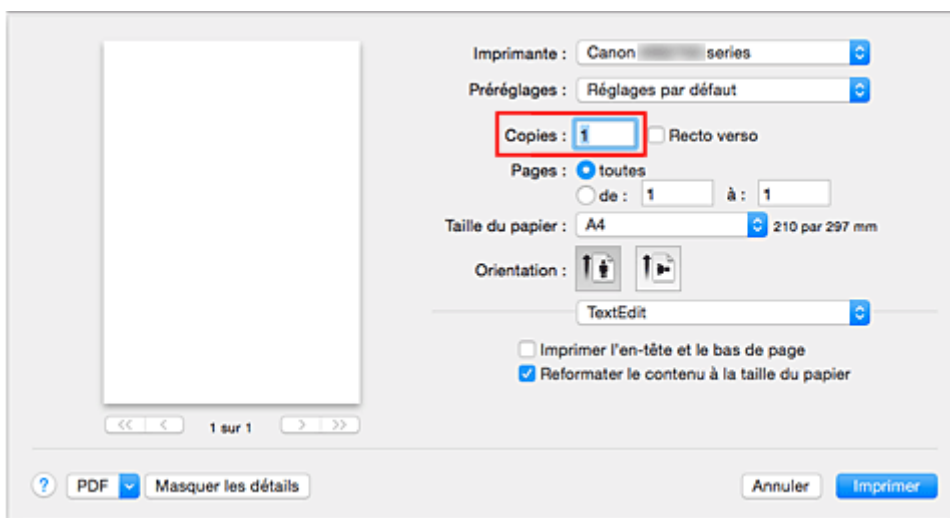 Imprimante : Canon series
Préréglages : Réglages par défaut
Copies : 1 Recto verso
Pages : toutes
de : 1 à : 1
Taille du papier : A4 210 par 297 mm
Orientation :
TextEdit
Imprimer l'en-tête et le bas de page
Reformater le contenu à la taille du papier
1 sur 1
? PDF Masquer les détails Annuler Imprimer